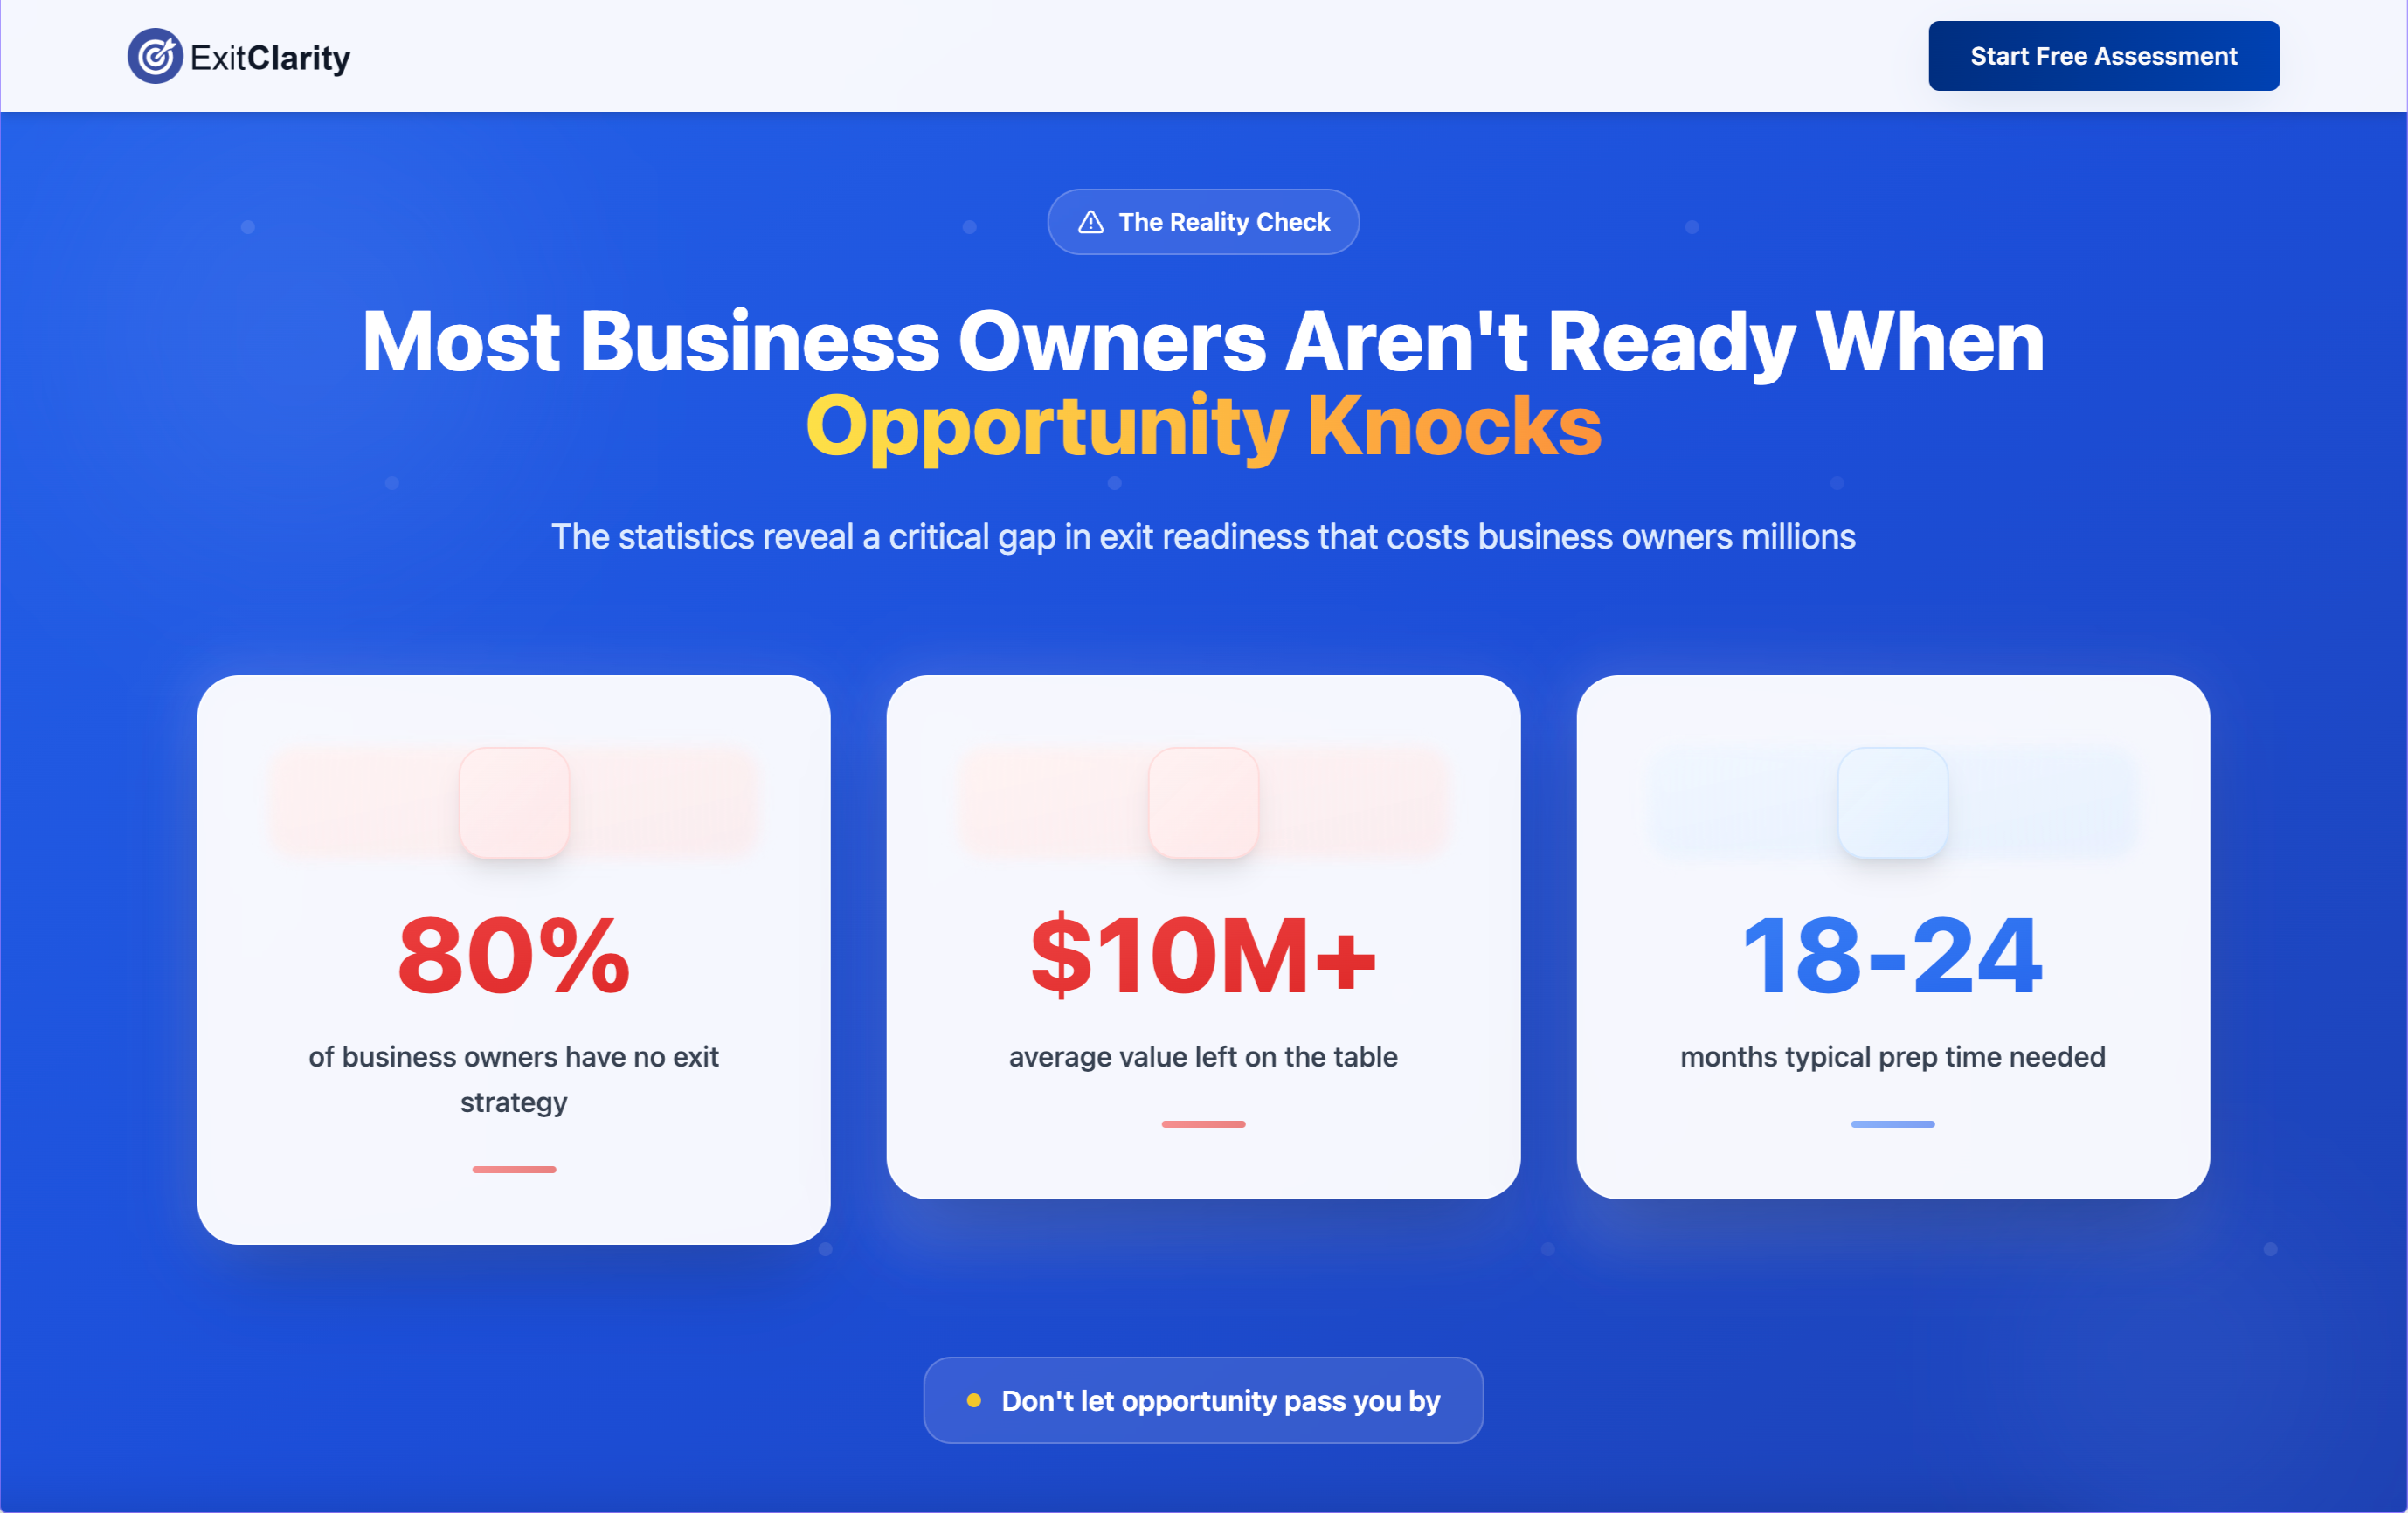 ExitClarity
Start Free Assessment
The Reality Check
Most Business Owners Aren't Ready When
Opportunity Knocks
The statistics reveal a critical gap in exit readiness that costs business owners millions
80%
of business owners have no exit
strategy
$10M+
average value left on the table
18-24
months typical prep time needed
Don't let opportunity pass you by